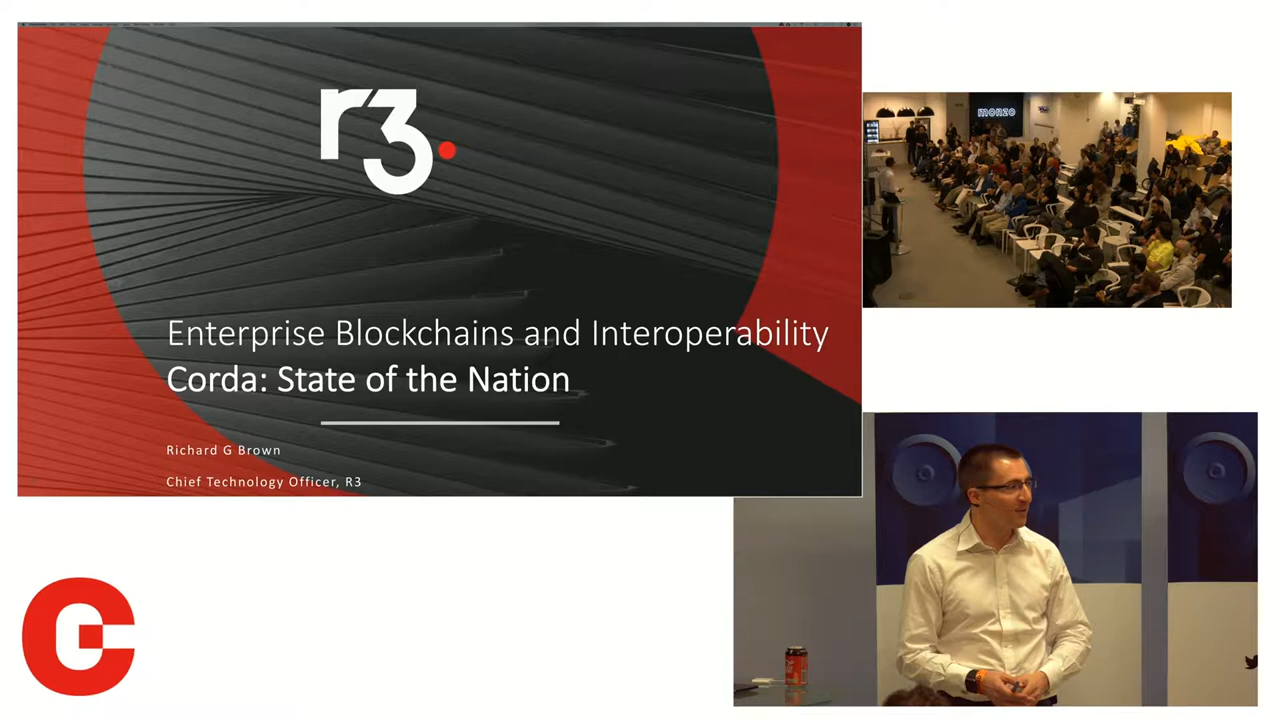 r3.
monzo
Enterprise Blockchains and Interoperability
Corda: State of the Nation
Richard G Brown
Chief Technology Officer, R3
C